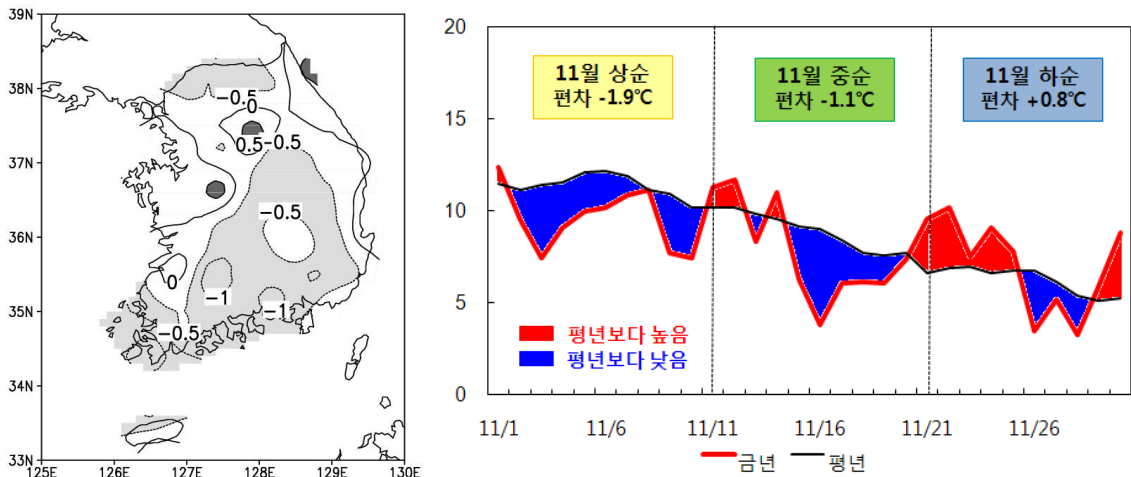 39N
38N
37N
36N
35N
34N
33N
125E 126E 127E 128E 129E 130E
−0.5
0
0.5 −0.5
−0.5
0
−1
−1
−0.5
20
15
10
5
0
11월 상순
편차 -1.9℃
11월 중순
편차 -1.1℃
11월 하순
편차 +0.8℃
평년보다 높음
평년보다 낮음
11/1 11/6 11/11 11/16 11/21 11/26
금년 평년